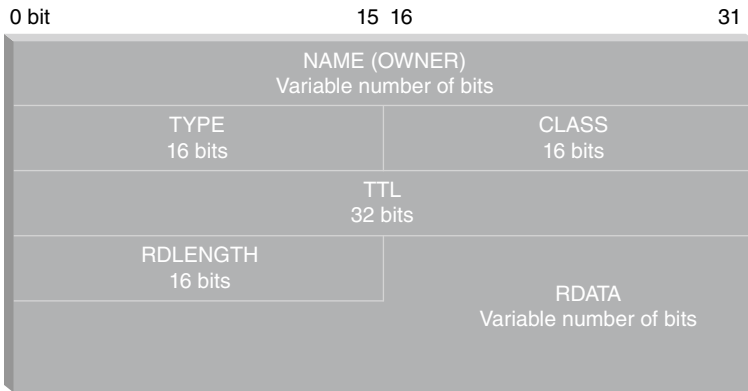 0 bit 15 16 31
NAME (OWNER)
Variable number of bits
TYPE CLASS
16 bits 16 bits
TTL
32 bits
RDLENGTH
16 bits
RDATA
Variable number of bits